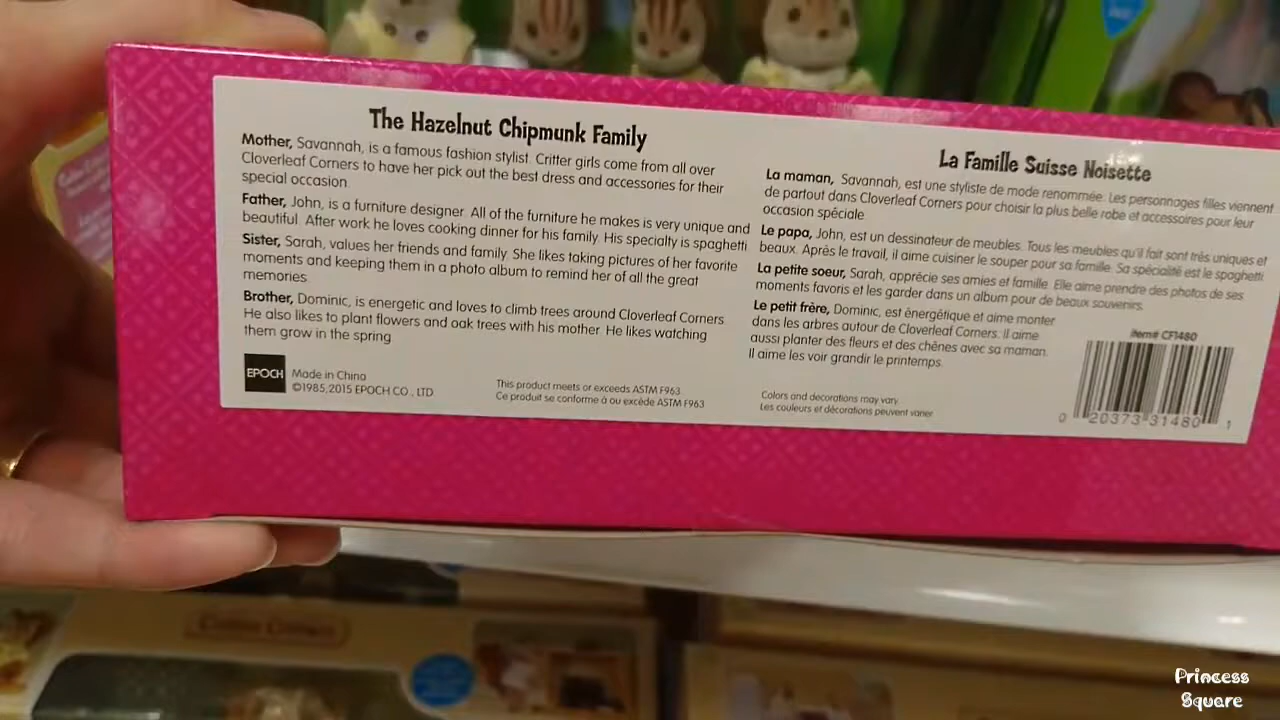 The Hazelnut Chipmunk Family
Mother, Savannah, is a famous fashion stylist. Critter girls come from all over
Cloverleaf Corners to have her pick out the best dress and accessories for their
special occasion.
Father, John, is a furniture designer. All of the furniture he makes is very unique and
beautiful. After work he loves cooking dinner for his family. His specialty is spaghetti.
Sister, Sarah, values her friends and family. She likes taking pictures of her favorite
moments and keeping them in a photo album to remind her of all the great
memories.
Brother, Dominic, is energetic and loves to climb trees around Cloverleaf Corners.
He also likes to plant flowers and oak trees with his mother. He likes watching
them grow in the spring.
EPOCH
Made in China
©1985,2015 EPOCH CO., LTD
This product meets or exceeds ASTM F963.
Ce produit se conforme à ou excède ASTM F963
La Famille Suisse Noisette
La maman, Savannah, est une styliste de mode renommée. Les personnages filles viennent
de partout dans Cloverleaf Corners pour choisir la plus belle robe et accessoires pour leur
occasion spéciale.
Le papa, John, est un dessinateur de meubles. Tous les meubles qu'il fait sont très uniques et
beaux. Après le travail, il aime cuisiner le souper pour sa famille. Sa spécialité est le spaghetti.
La petite soeur, Sarah, apprécie ses amies et famille. Elle aime prendre des photos de ses
moments favoris et les garder dans un album pour de beaux souvenirs.
Le petit frère, Dominic, est énergétique et aime monter
dans les arbres autour de Cloverleaf Corners. Il aime
aussi planter des fleurs et des chênes avec sa maman.
Il aime les voir grandir le printemps.
Colors and decorations may vary.
Les couleurs et décorations peuvent varier
Item# CF1480
0 20373 31480 1
Princess
Square